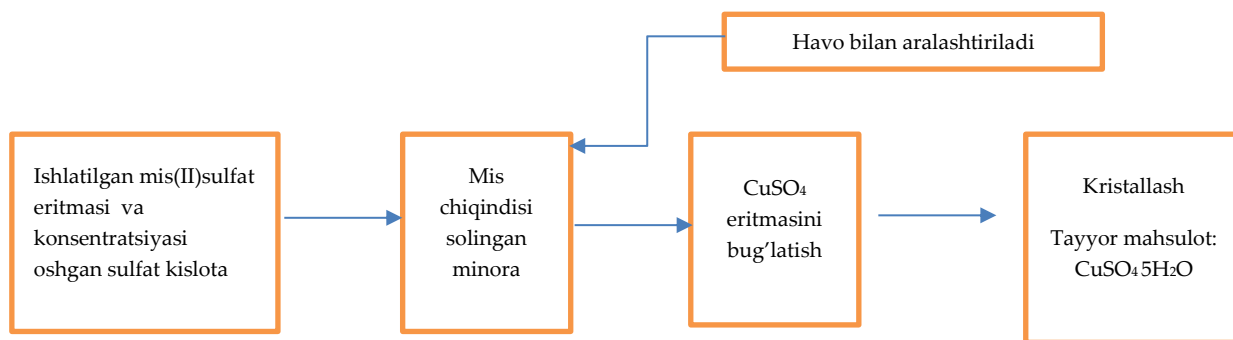 Havo bilan aralashtiriladi
Ishlatilgan mis(II)sulfat
eritmasi va
konsentratsiyasi
oshgan sulfat kislota
Mis
chiqindisi
solingan
minora
CuSO₄
eritmasini
bug’latish
Kristallash
Tayyor mahsulot:
CuSO₄ 5H₂O